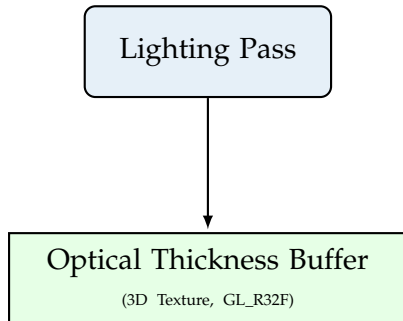 Lighting Pass
Optical Thickness Buffer
(3D Texture, GL_R32F)